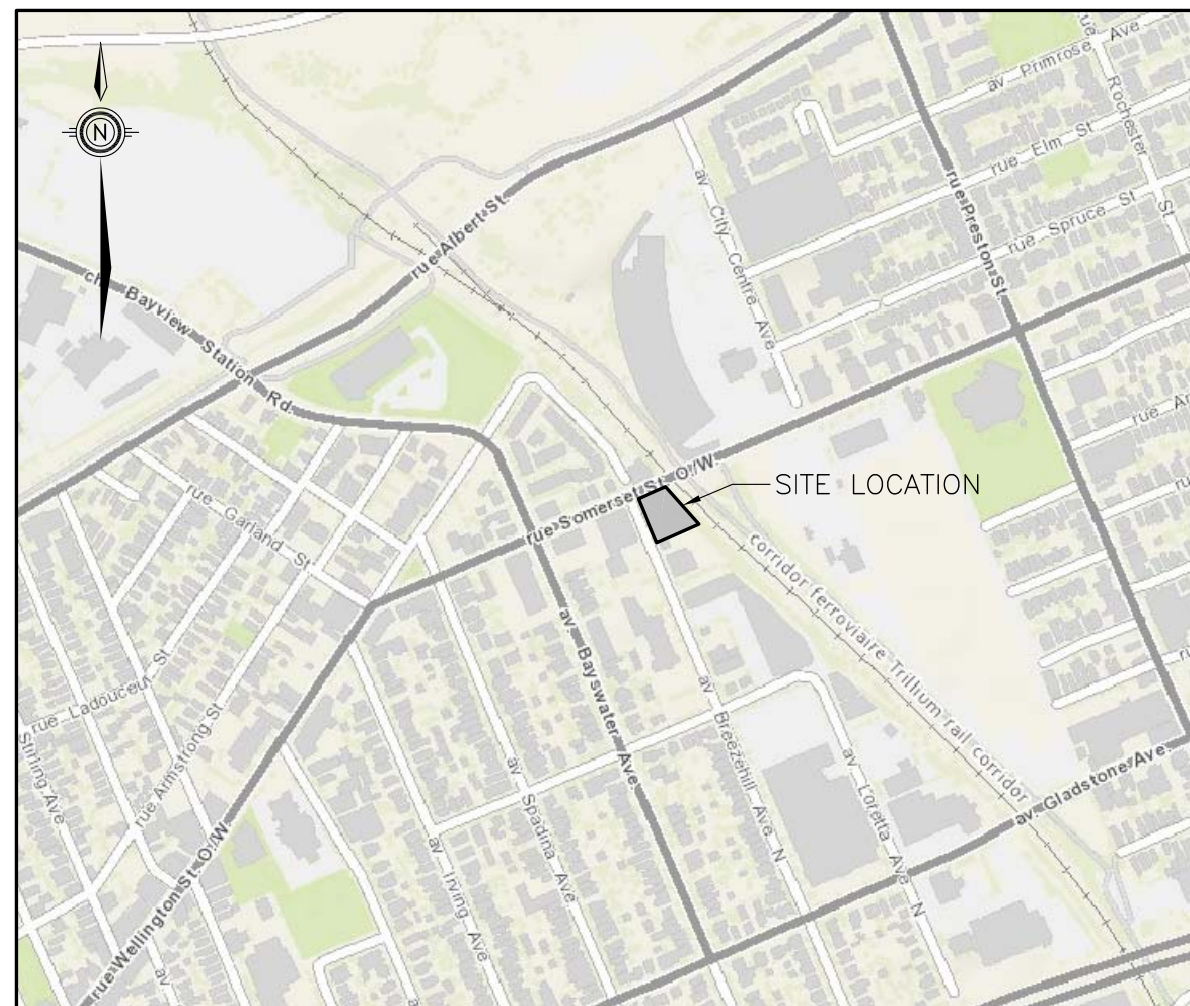 N
av Primrose Ave
rue Rochester St
rue Elm St
rue Spruce St
rue Preston St.
av City Centre Ave
rue Albert St.
ch. Bayview Station Rd.
rue Somerset St. O./W.
SITE LOCATION
rue Garland St
rue Ladouceur St
Stirling Ave
rue Armstrong St
rue Wellington St. O./W.
av. Bayswater Ave.
av Spadina Ave
av Irving Ave
av Breezehill Ave N
av Loretta Ave N
corridor ferroviaire Trillium rail corridor
av. Gladstone Ave.
av